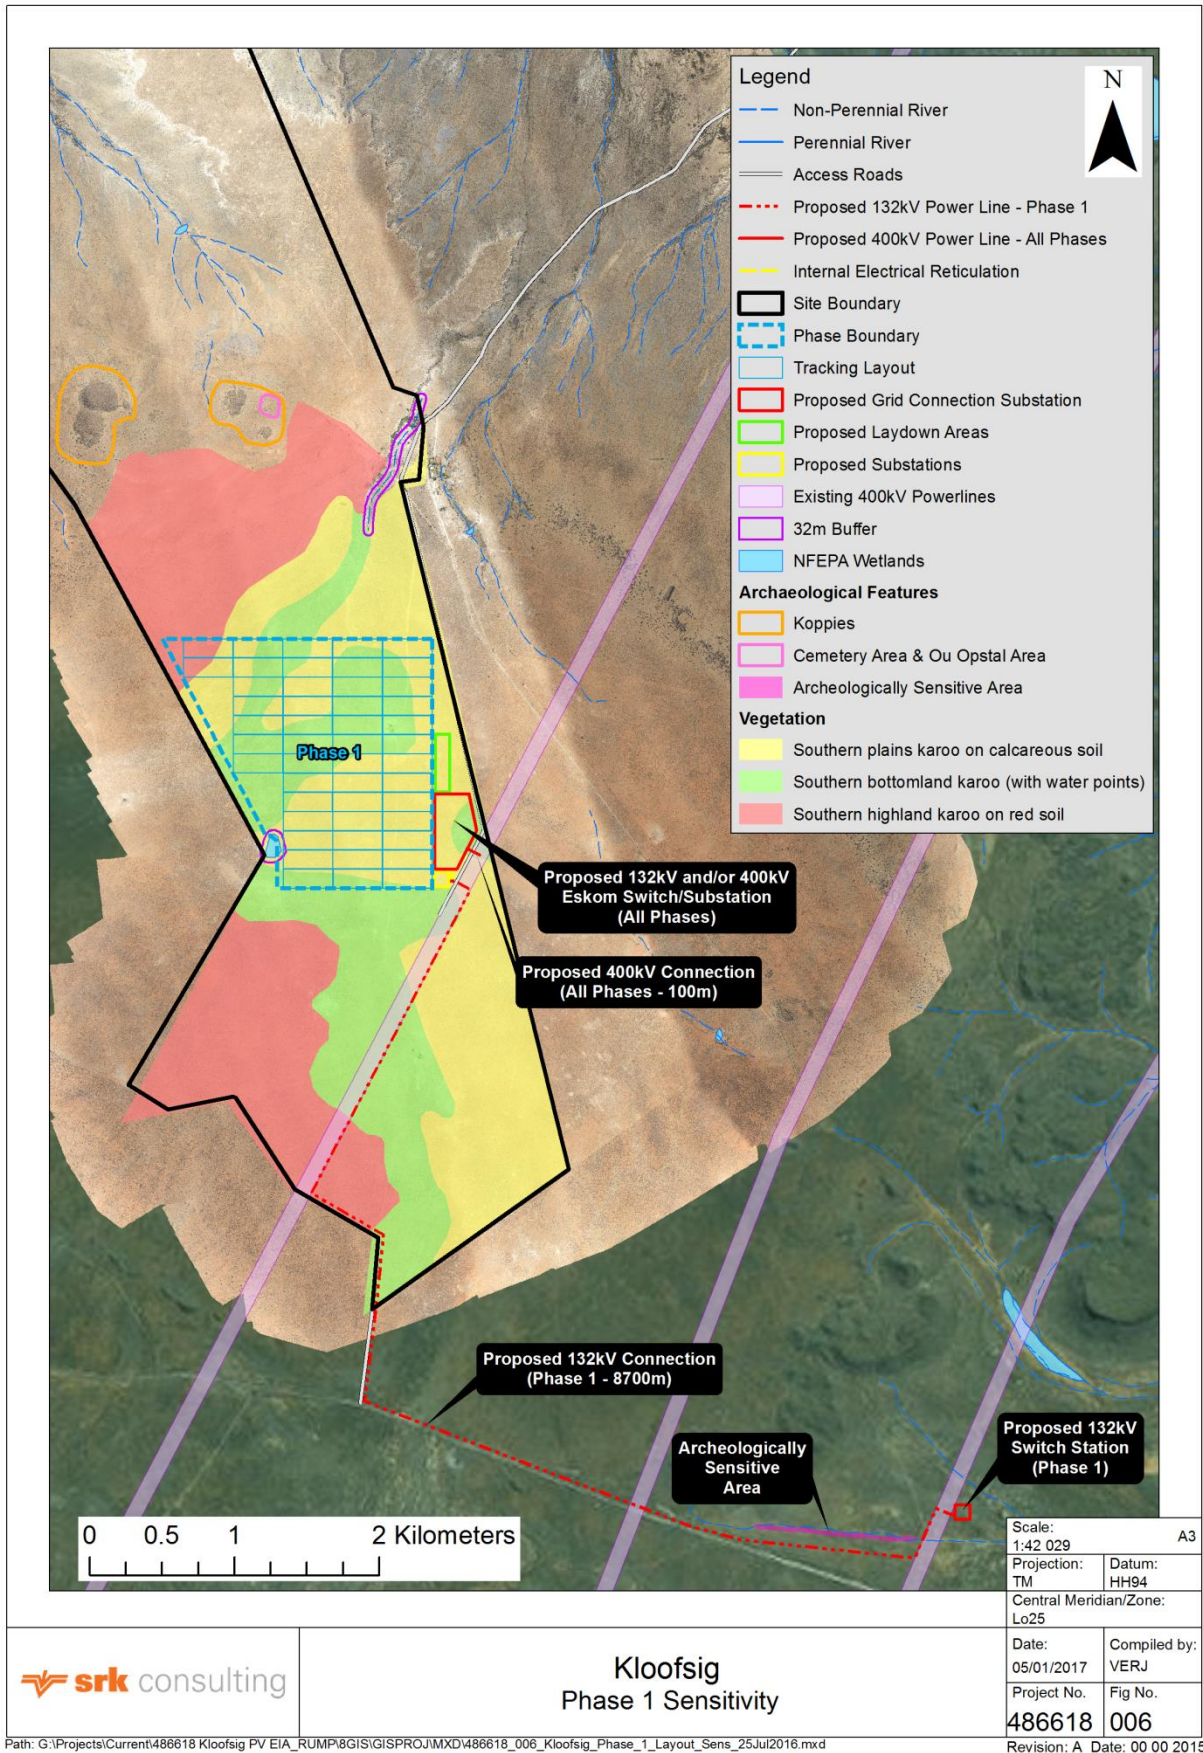 Legend
N
Non-Perennial River
Perennial River
Access Roads
Proposed 132kV Power Line - Phase 1
Proposed 400kV Power Line - All Phases
Internal Electrical Reticulation
Site Boundary
Phase Boundary
Tracking Layout
Proposed Grid Connection Substation
Proposed Laydown Areas
Proposed Substations
Existing 400kV Powerlines
32m Buffer
NFEPA Wetlands
Archaeological Features
Koppies
Cemetery Area & Ou Opstal Area
Archeologically Sensitive Area
Vegetation
Southern plains karoo on calcareous soil
Southern bottomland karoo (with water points)
Southern highland karoo on red soil
Phase 1
Proposed 132kV and/or 400kV
Eskom Switch/Substation
(All Phases)
Proposed 400kV Connection
(All Phases - 100m)
Proposed 132kV Connection
(Phase 1 - 8700m)
Archeologically
Sensitive
Area
Proposed 132kV
Switch Station
(Phase 1)
0 0.5 1 2 Kilometers
Scale: A3
1:42 029
Projection: Datum:
TM HH94
Central Meridian/Zone:
Lo25
Date: Compiled by:
05/01/2017 VERJ
Project No. Fig No.
486618 006
srk consulting
Kloofsig
Phase 1 Sensitivity
Path: G:\Projects\Current\486618 Kloofsig PV EIA_RUMP\8GIS\GISPROJ\MXD\486618_006_Kloofsig_Phase_1_Layout_Sens_25Jul2016.mxd
Revision: A Date: 00 00 2015